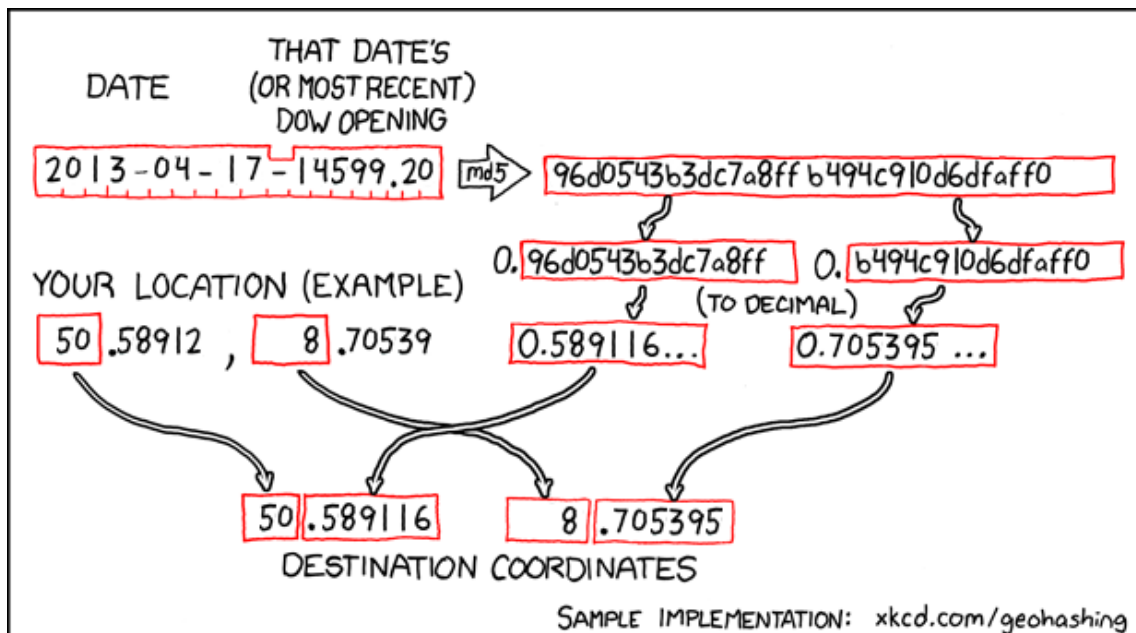 DATE
THAT DATE'S
(OR MOST RECENT)
DOW OPENING
2013-04-17-14599.20
md5
96d0543b3dc7a8ffb494c910d6dfaff0
0.96d0543b3dc7a8ff
0.b494c910d6dfaff0
(TO DECIMAL)
0.589116...
0.705395 ...
YOUR LOCATION (EXAMPLE)
50.58912, 8.70539
50.589116 8.705395
DESTINATION COORDINATES
SAMPLE IMPLEMENTATION: xkcd.com/geohashing